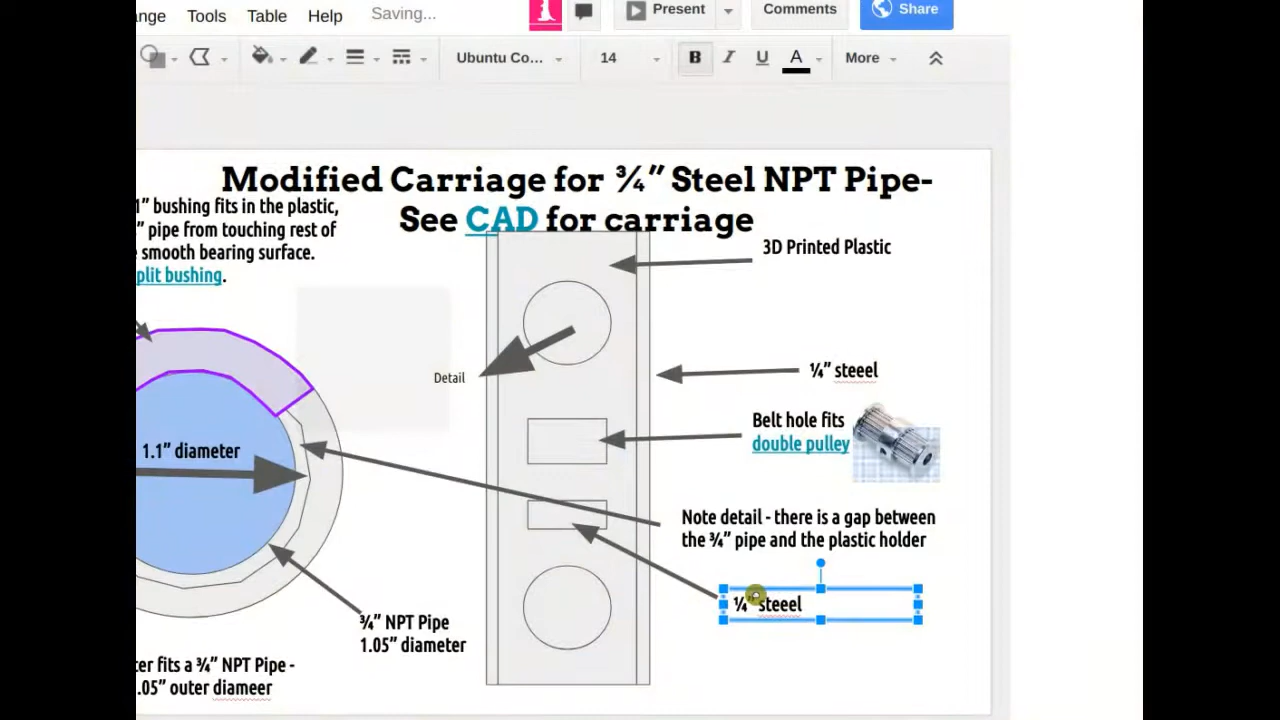 nge Tools Table Help Saving... Present Comments Share
Ubuntu Co... 14 B I U A More
Modified Carriage for ¾” Steel NPT Pipe-
See CAD for carriage
1” bushing fits in the plastic,
” pipe from touching rest of
smooth bearing surface.
plit bushing.
3D Printed Plastic
Detail
¼” steeel
Belt hole fits
double pulley
1.1” diameter
Note detail - there is a gap between
the ¾” pipe and the plastic holder
¼” steeel
¾” NPT Pipe
1.05” diameter
ter fits a ¾” NPT Pipe -
.05” outer diameer